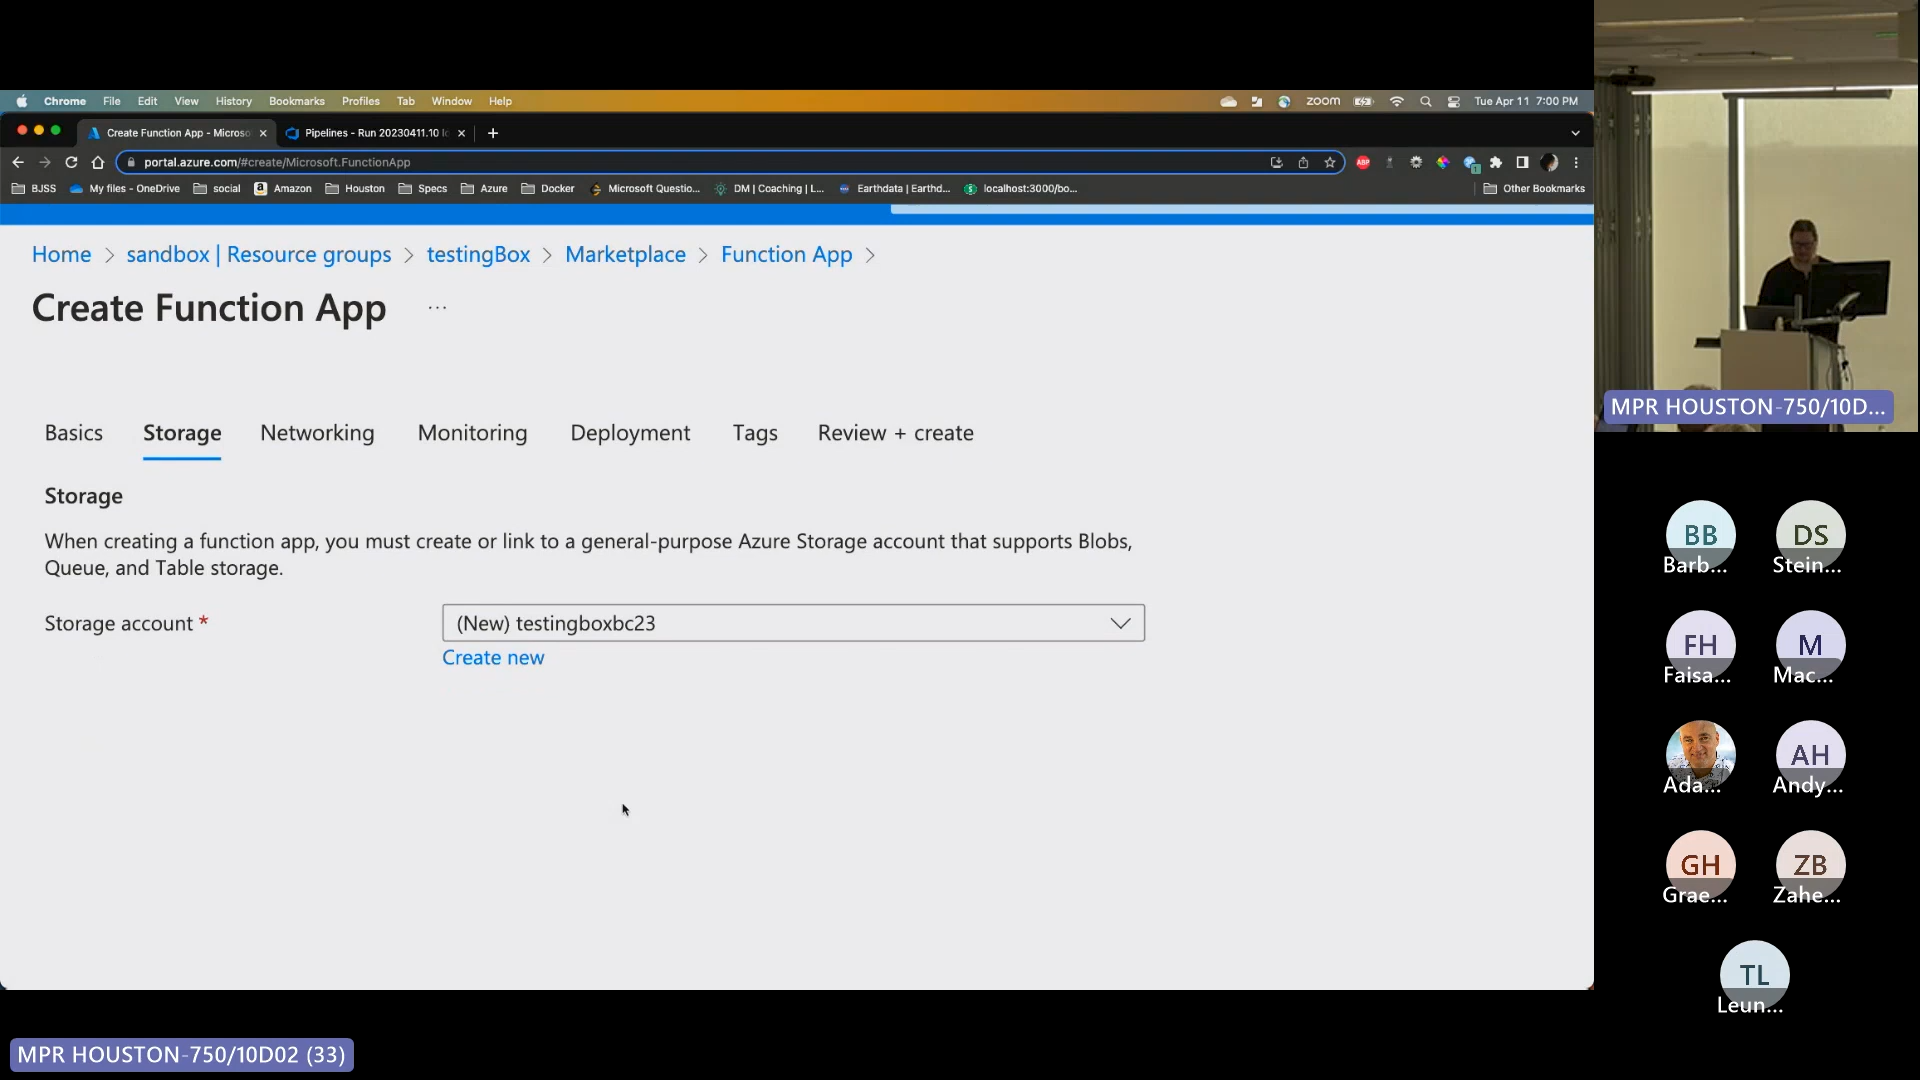 Chrome File Edit View History Bookmarks Profiles Tab Window Help
zoom
Tue Apr 11 7:00 PM
Create Function App - Microso
Pipelines - Run 20230411.10 lo
portal.azure.com/#create/Microsoft.FunctionApp
ABP
1
BJSS My files - OneDrive social Amazon Houston Specs Azure Docker Microsoft Questio... DM | Coaching | L... Earthdata | Earthd... localhost:3000/bo... Other Bookmarks
Home > sandbox | Resource groups > testingBox > Marketplace > Function App >
Create Function App ...
Basics Storage Networking Monitoring Deployment Tags Review + create
Storage
When creating a function app, you must create or link to a general-purpose Azure Storage account that supports Blobs,
Queue, and Table storage.
Storage account * (New) testingboxbc23
Create new
MPR HOUSTON-750/10D...
BB DS
Barb... Stein...
FH M
Faisa... Mac...
AH
Ada... Andy...
GH ZB
Grae... Zahe...
TL
Leun...
MPR HOUSTON-750/10D02 (33)